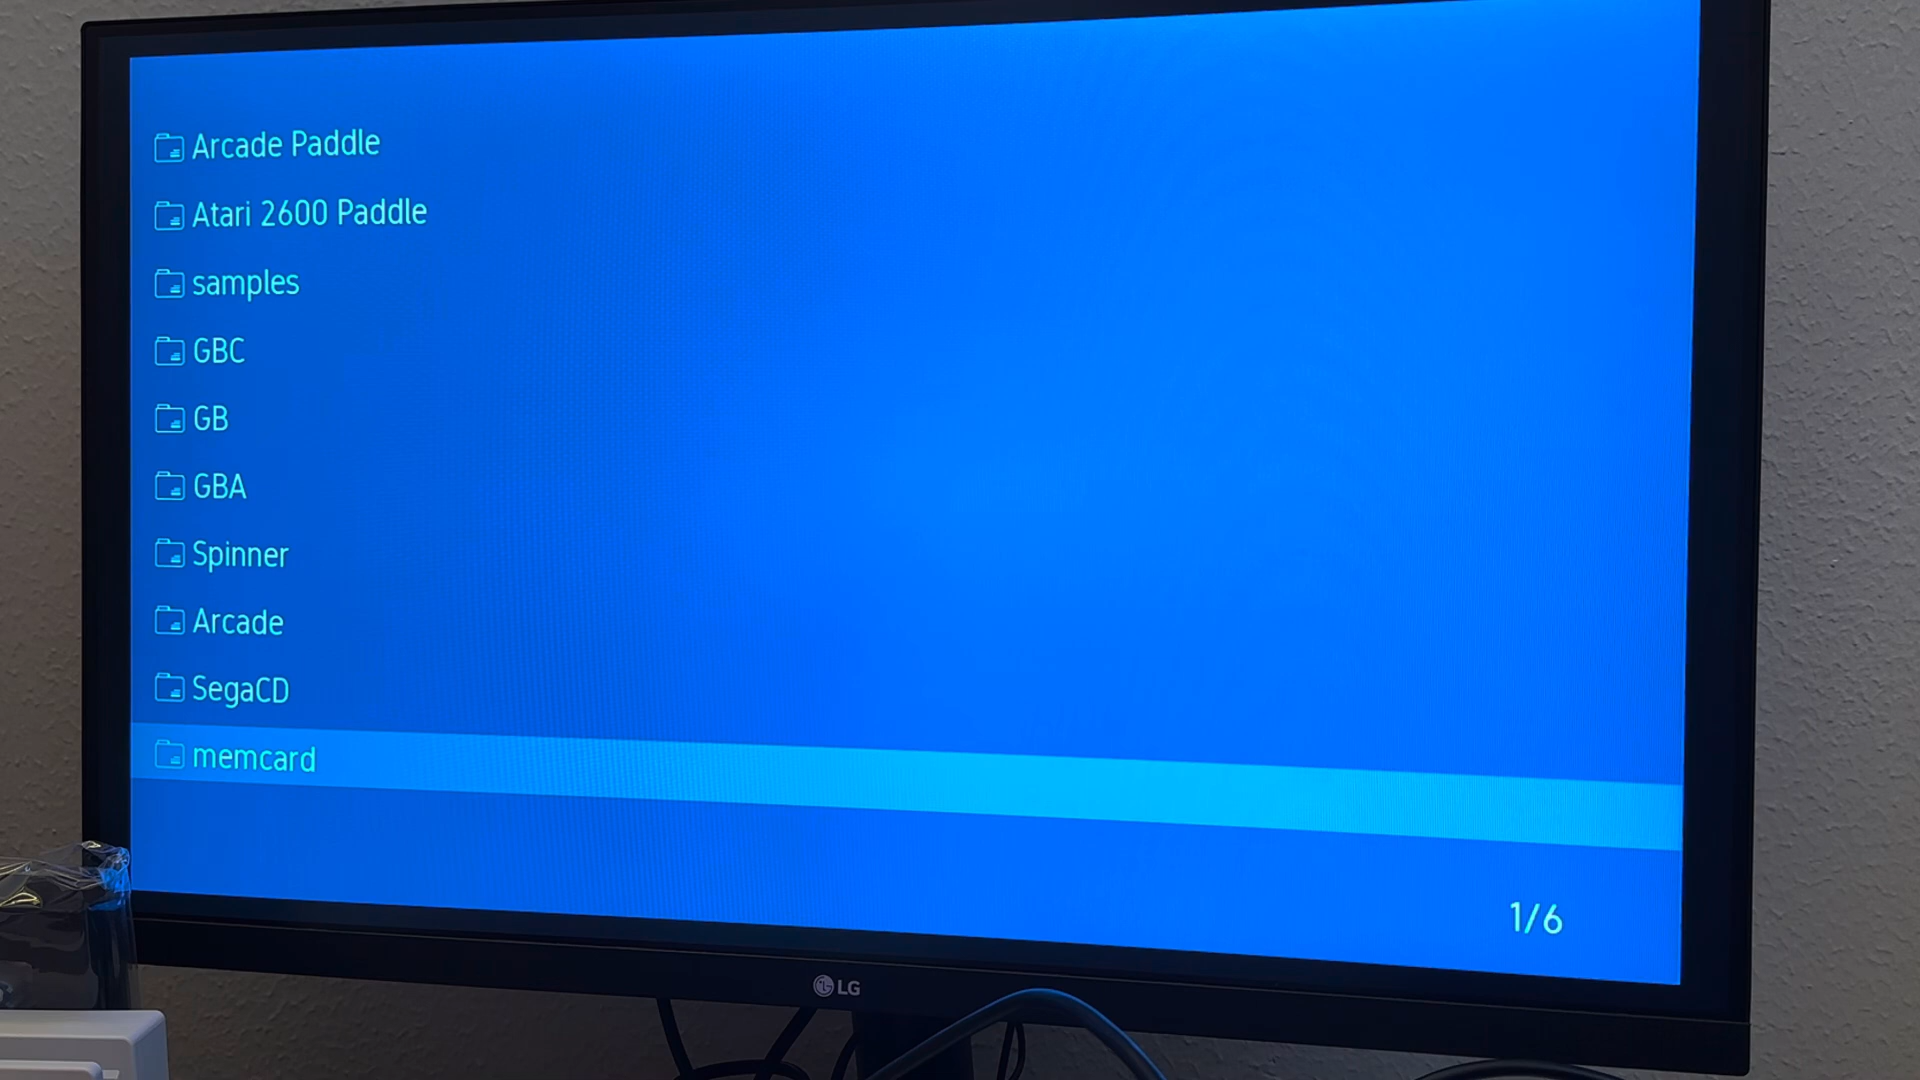 Arcade Paddle
Atari 2600 Paddle
samples
GBC
GB
GBA
Spinner
Arcade
SegaCD
memcard
1/6
LG